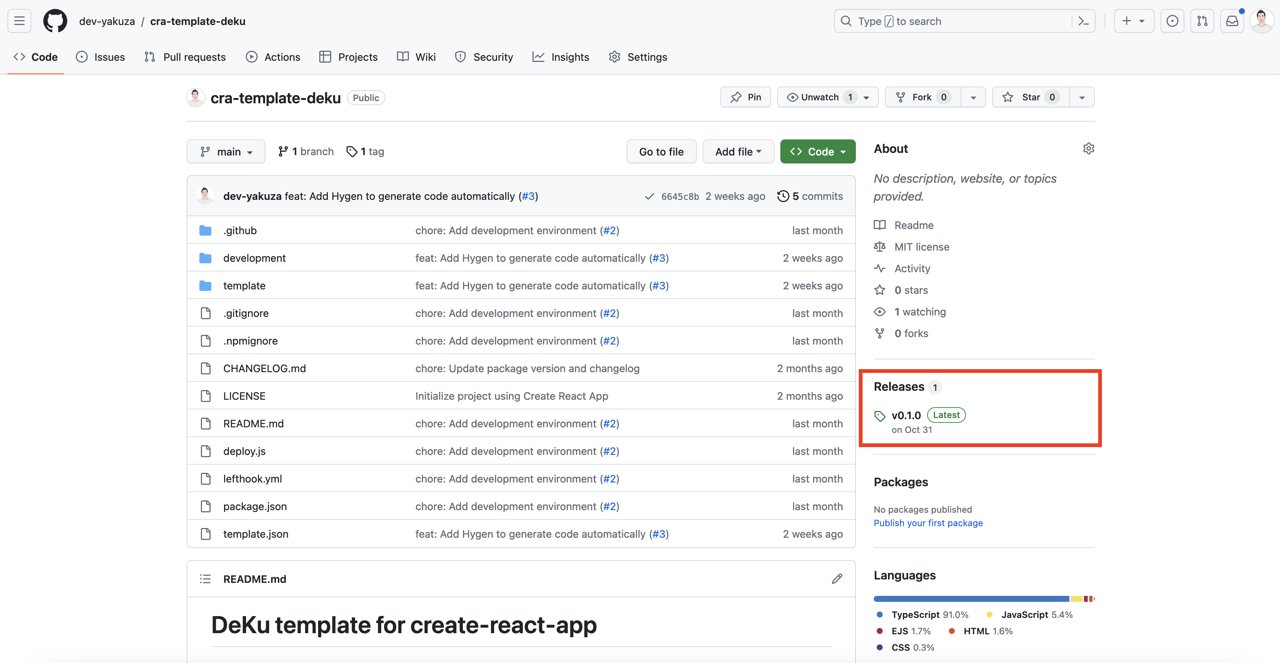 dev-yakuza / cra-template-deku
Type / to search
Code Issues Pull requests Actions Projects Wiki Security Insights Settings
cra-template-deku Public
Pin Unwatch 1 Fork 0 Star 0
main 1 branch 1 tag Go to file Add file Code
dev-yakuza feat: Add Hygen to generate code automatically (#3) 6645c8b 2 weeks ago 5 commits
.github chore: Add development environment (#2) last month
development feat: Add Hygen to generate code automatically (#3) 2 weeks ago
template feat: Add Hygen to generate code automatically (#3) 2 weeks ago
.gitignore chore: Add development environment (#2) last month
.npmignore chore: Add development environment (#2) last month
CHANGELOG.md chore: Update package version and changelog 2 months ago
LICENSE Initialize project using Create React App 2 months ago
README.md chore: Add development environment (#2) last month
deploy.js chore: Add development environment (#2) last month
lefthook.yml chore: Add development environment (#2) last month
package.json chore: Add development environment (#2) last month
template.json feat: Add Hygen to generate code automatically (#3) 2 weeks ago
README.md
DeKu template for create-react-app
About
No description, website, or topics
provided.
Readme
MIT license
Activity
0 stars
1 watching
0 forks
Releases 1
v0.1.0 Latest
on Oct 31
Packages
No packages published
Publish your first package
Languages
TypeScript 91.0% JavaScript 5.4%
EJS 1.7% HTML 1.6%
CSS 0.3%